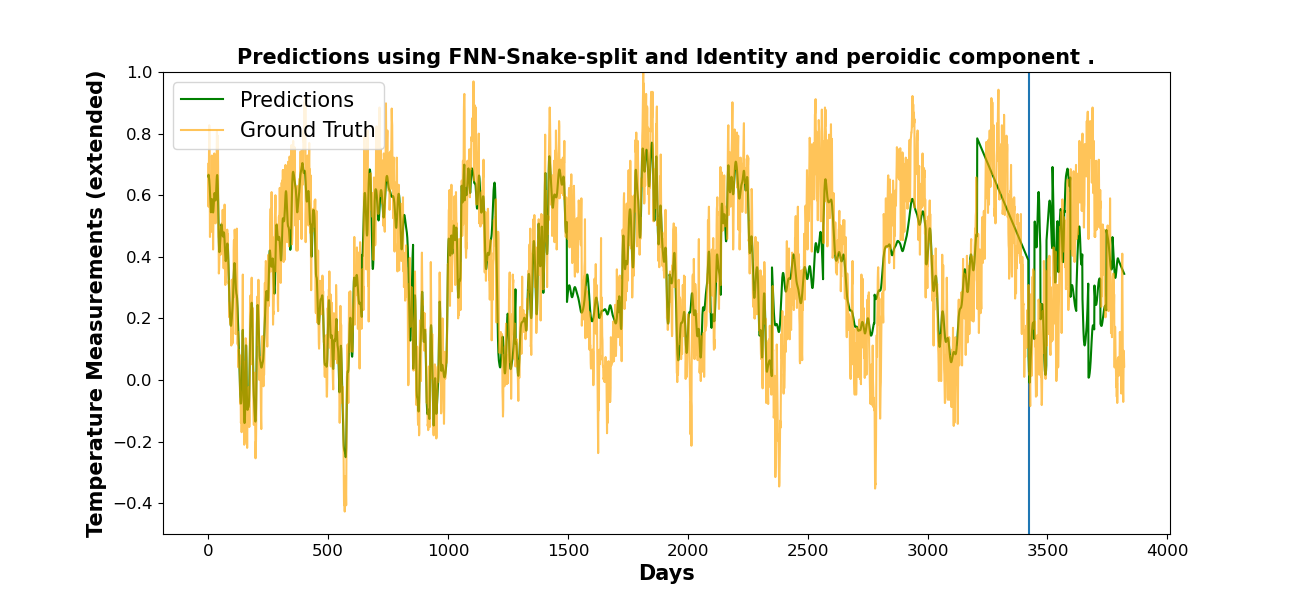 Predictions using FNN-Snake-split and Identity and peroidic component .
Temperature Measurements (extended)
1.0
0.8
0.6
0.4
0.2
0.0
−0.2
−0.4
Predictions
Ground Truth
0 500 1000 1500 2000 2500 3000 3500 4000
Days